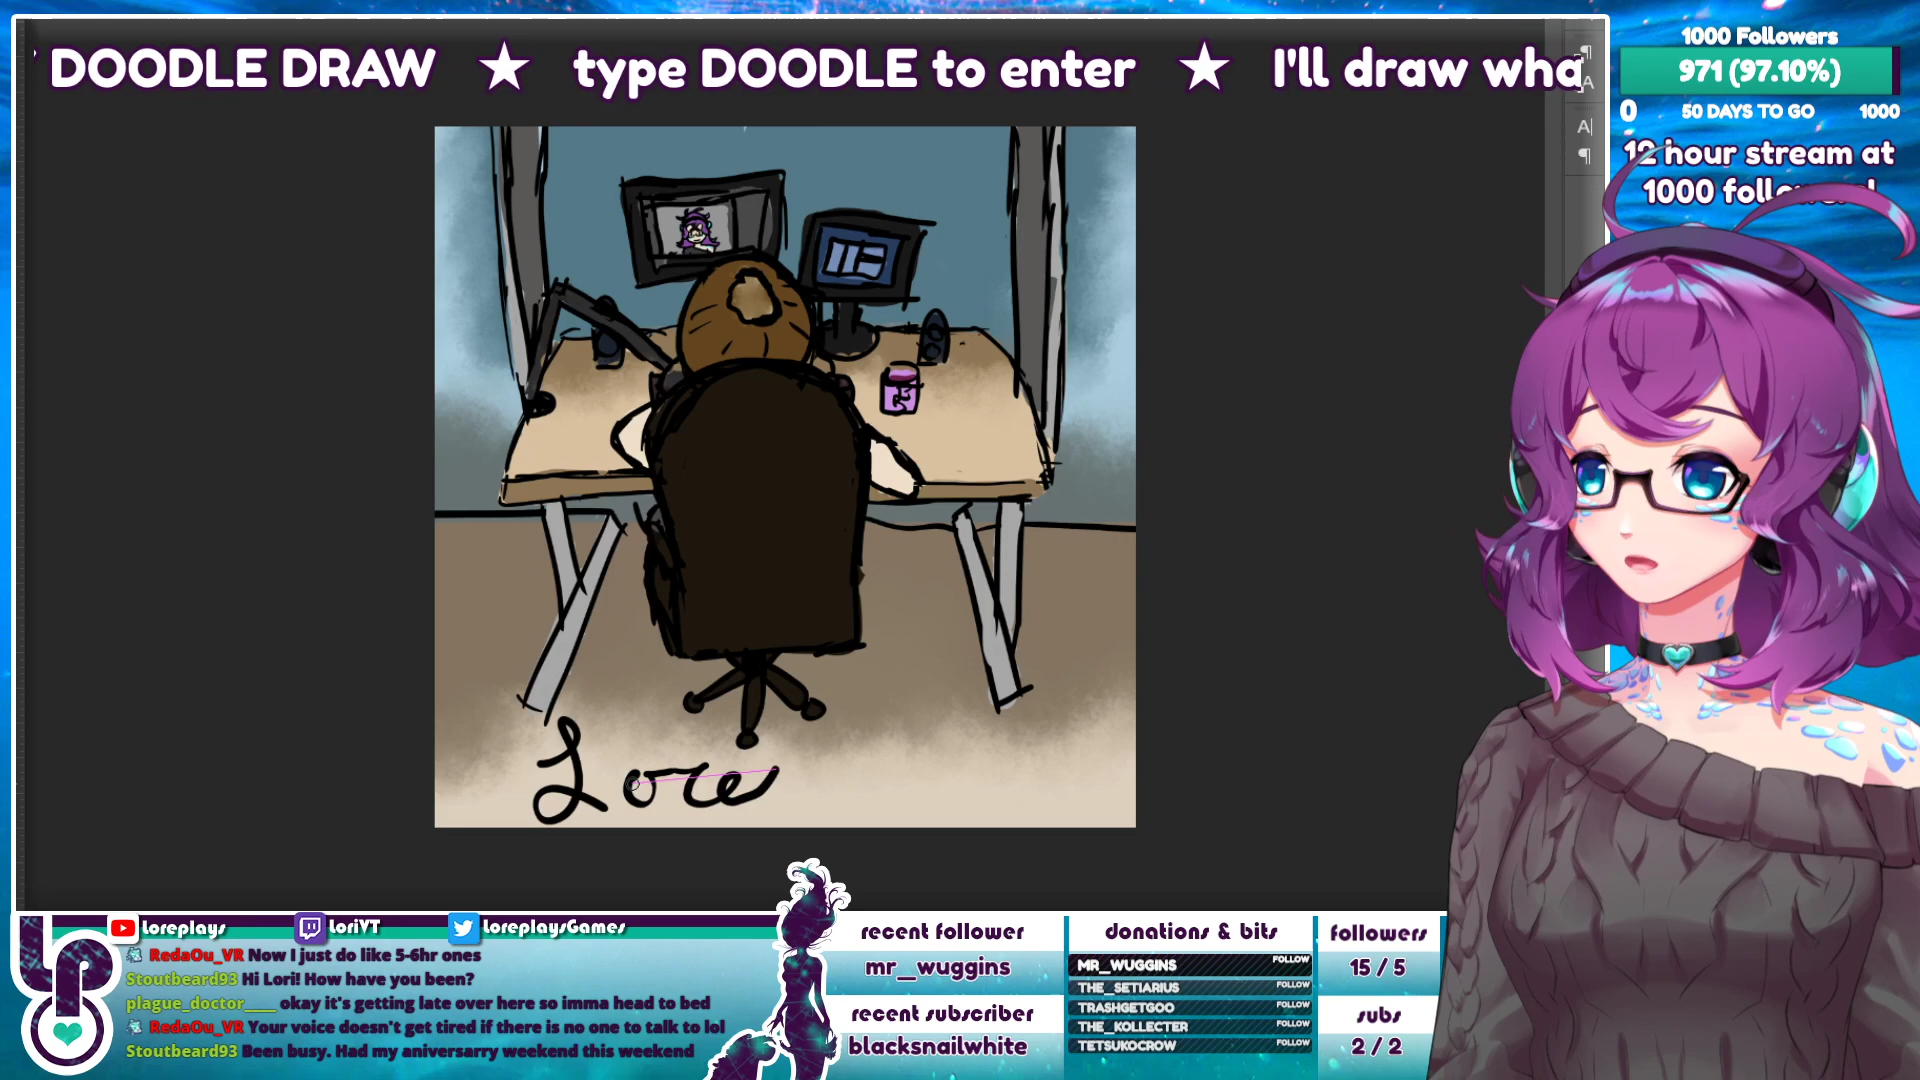 DOODLE DRAW ★ type DOODLE to enter ★ I'll draw wha
1000 Followers
971 (97.10%)
0 50 DAYS TO GO 1000
12 hour stream at
1000
Lore
Loreplays LoriVT LoreplaysGames
RedaOu_VR Now I just do like 5-6hr ones
Stoutbeard93 Hi Lori! How have you been?
plague_doctor____ okay it's getting late over here so imma head to bed
RedaOu_VR Your voice doesn't get tired if there is no one to talk to lol
Stoutbeard93 Been busy. Had my aniversarry weekend this weekend
recent follower
mr__wuggins
recent subscriber
blacksnailwhite
donations & bits
MR__WUGGINS FOLLOW
THE_SETIARIUS FOLLOW
TRASHGETGOO FOLLOW
THE_KOLLECTER FOLLOW
TETSUKOCROW FOLLOW
followers
15 / 5
subs
2 / 2